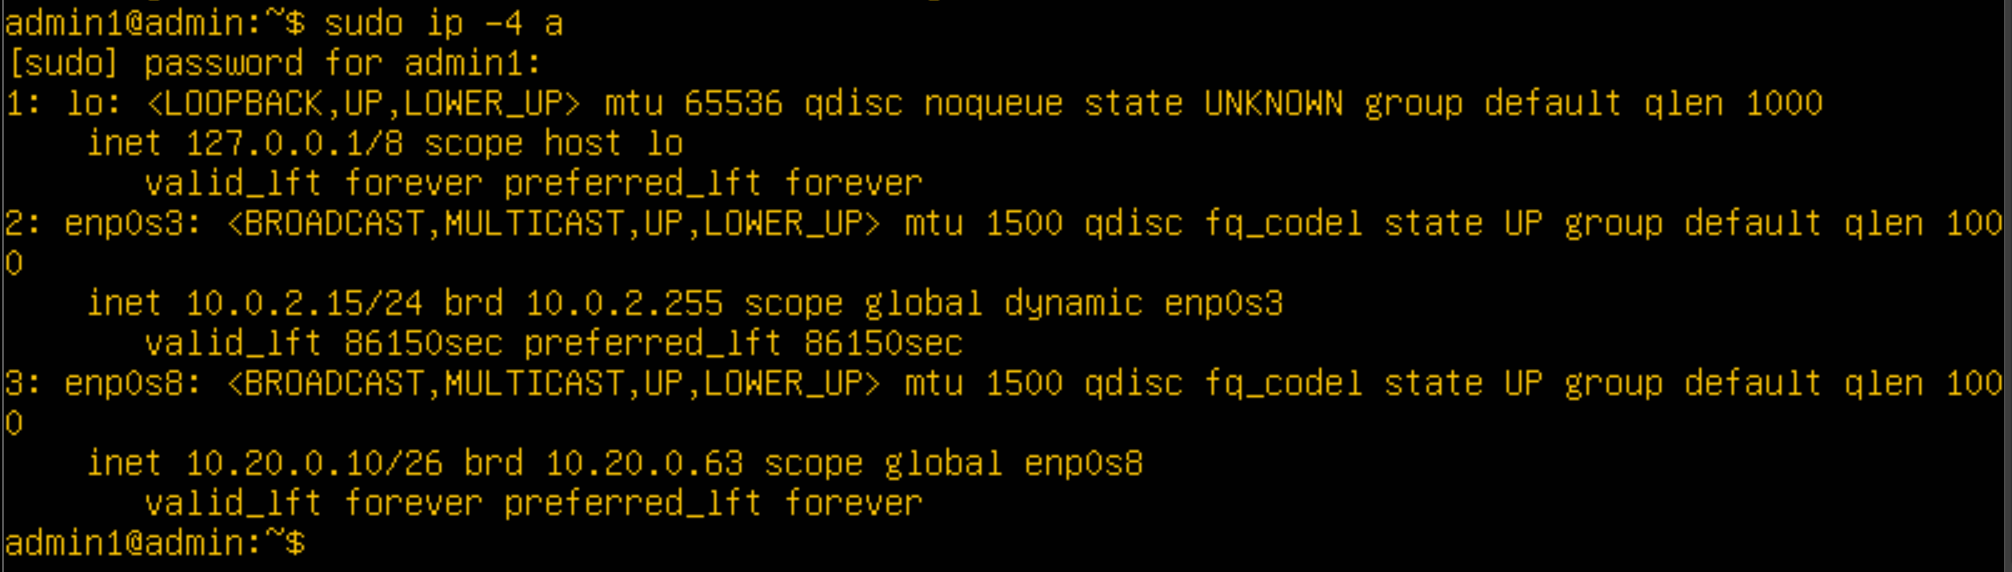 admin1@admin:~$ sudo ip -4 a
[sudo] password for admin1:
1: lo: <LOOPBACK,UP,LOWER_UP> mtu 65536 qdisc noqueue state UNKNOWN group default qlen 1000
    inet 127.0.0.1/8 scope host lo
       valid_lft forever preferred_lft forever
2: enp0s3: <BROADCAST,MULTICAST,UP,LOWER_UP> mtu 1500 qdisc fq_codel state UP group default qlen 100
0
    inet 10.0.2.15/24 brd 10.0.2.255 scope global dynamic enp0s3
       valid_lft 86150sec preferred_lft 86150sec
3: enp0s8: <BROADCAST,MULTICAST,UP,LOWER_UP> mtu 1500 qdisc fq_codel state UP group default qlen 100
0
    inet 10.20.0.10/26 brd 10.20.0.63 scope global enp0s8
       valid_lft forever preferred_lft forever
admin1@admin:~$